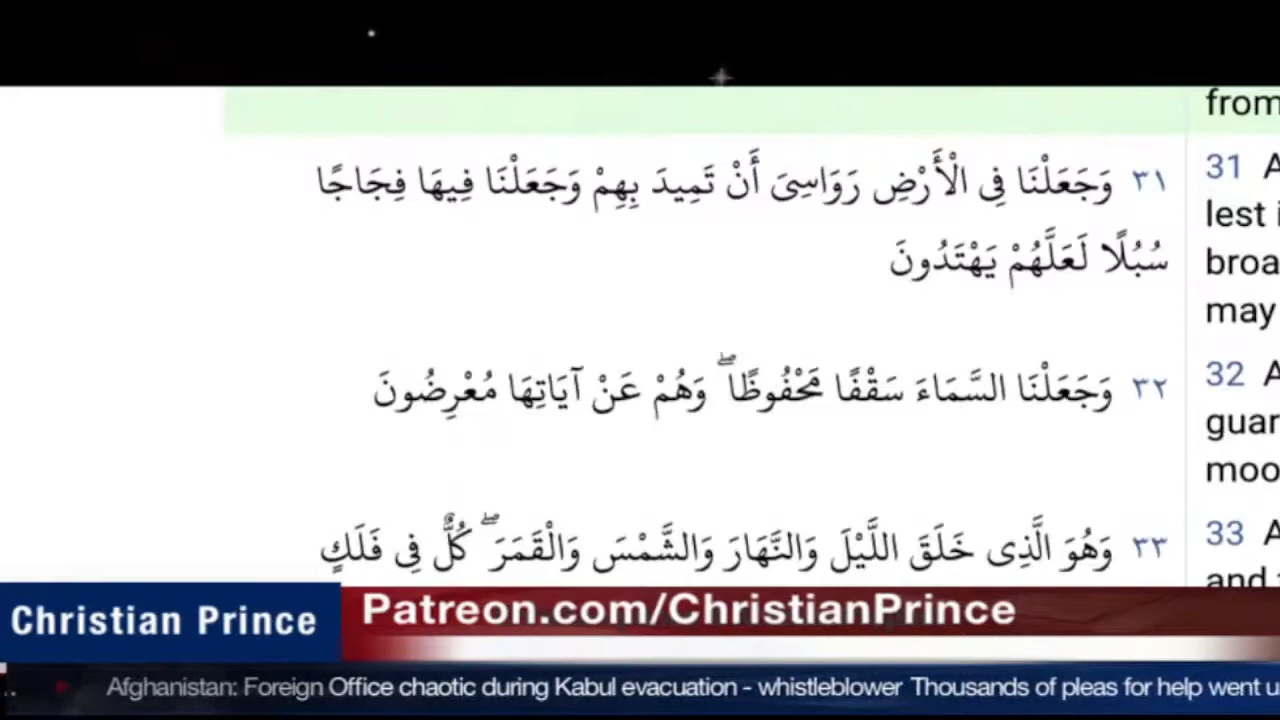 from
٣١ وَجَعَلْنَا فِى الْأَرْضِ رَوَاسِىَ أَنْ تَمِيدَ بِهِمْ وَجَعَلْنَا فِيهَا فِجَاجًا
سُبُلًا لَعَلَّهُمْ يَهْتَدُونَ
31 A
lest i
broa
may
٣٢ وَجَعَلْنَا السَّمَاءَ سَقْفًا مَحْفُوظًا ۖ وَهُمْ عَنْ آيَاتِهَا مُعْرِضُونَ
32 A
guar
moo
٣٣ وَهُوَ الَّذِى خَلَقَ اللَّيْلَ وَالنَّهَارَ وَالشَّمْسَ وَالْقَمَرَ ۖ كُلٌّ فِى فَلَكٍ
33 A
and
Christian Prince
Patreon.com/ChristianPrince
.. Afghanistan: Foreign Office chaotic during Kabul evacuation - whistleblower Thousands of pleas for help went u